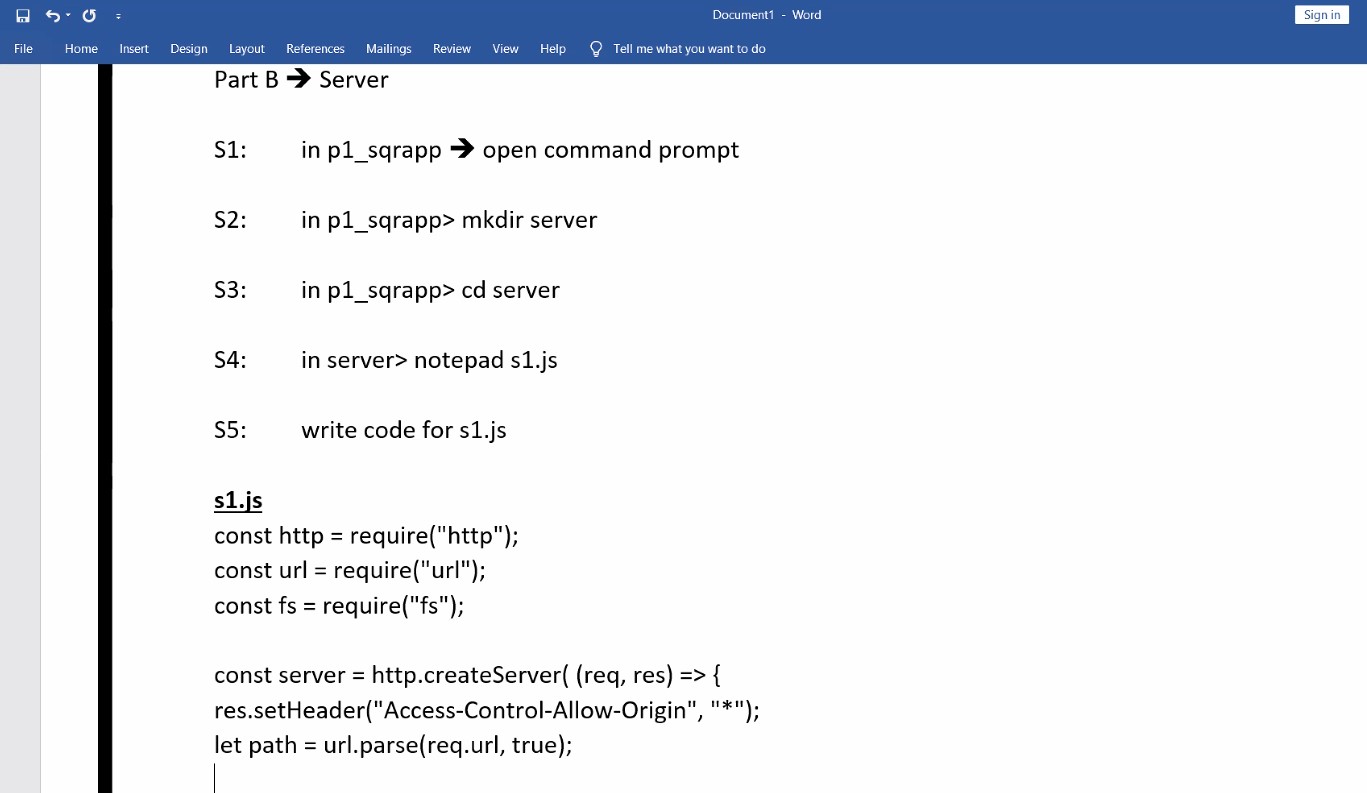 Document1 - Word
Sign in
File Home Insert Design Layout References Mailings Review View Help Tell me what you want to do
Part B ➔ Server
S1: in p1_sqrapp ➔ open command prompt
S2: in p1_sqrapp> mkdir server
S3: in p1_sqrapp> cd server
S4: in server> notepad s1.js
S5: write code for s1.js
s1.js
const http = require("http");
const url = require("url");
const fs = require("fs");
const server = http.createServer( (req, res) => {
res.setHeader("Access-Control-Allow-Origin", "*");
let path = url.parse(req.url, true);